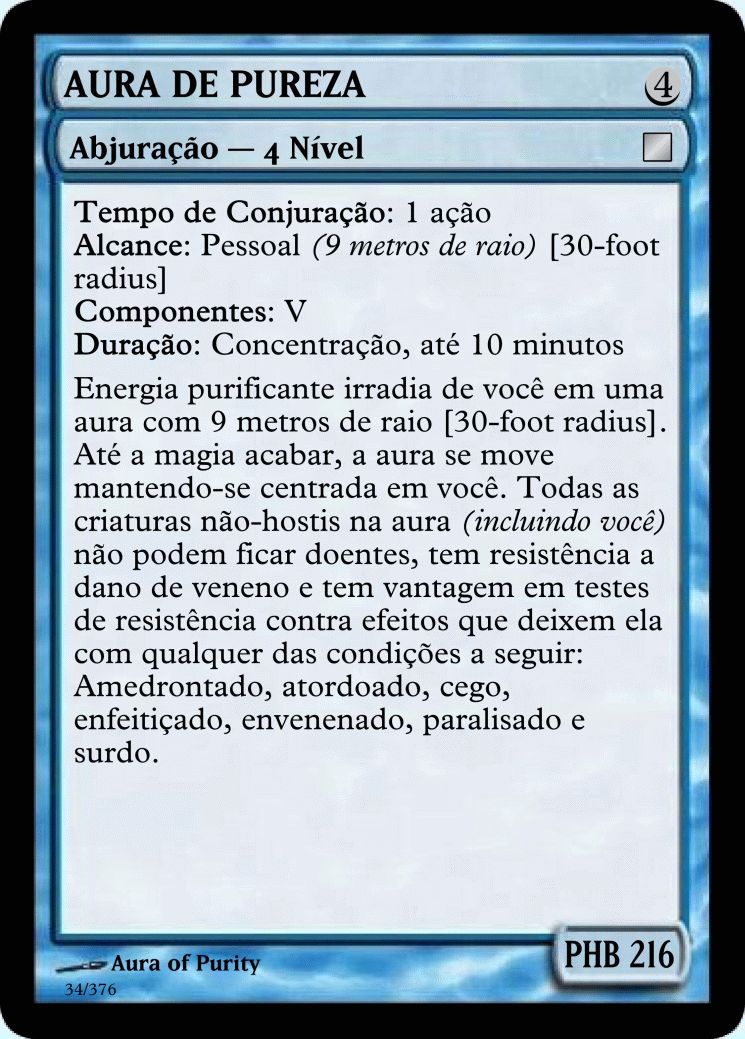 AURA DE PUREZA 4
Abjuração — 4 Nível
Tempo de Conjuração: 1 ação
Alcance: Pessoal (9 metros de raio) [30-foot
radius]
Componentes: V
Duração: Concentração, até 10 minutos
Energia purificante irradia de você em uma
aura com 9 metros de raio [30-foot radius].
Até a magia acabar, a aura se move
mantendo-se centrada em você. Todas as
criaturas não-hostis na aura (incluindo você)
não podem ficar doentes, tem resistência a
dano de veneno e tem vantagem em testes
de resistência contra efeitos que deixem ela
com qualquer das condições a seguir:
Amedrontado, atordoado, cego,
enfeitiçado, envenenado, paralisado e
surdo.
PHB 216
Aura of Purity
34/376